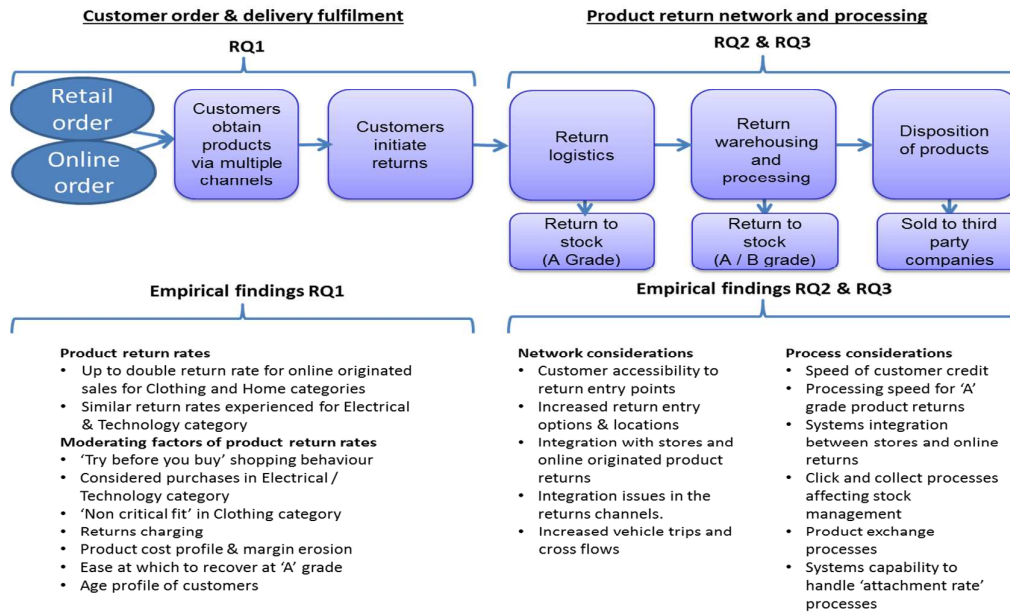 Customer order & delivery fulfilment
Product return network and processing
RQ1
RQ2 & RQ3
Retail
order
Online
order
Customers
obtain
products
via multiple
channels
Customers
initiate
returns
Return
logistics
Return
warehousing
and
processing
Disposition
of products
Return to
stock
(A Grade)
Return to
stock
(A / B grade)
Sold to third
party
companies
Empirical findings RQ1
Empirical findings RQ2 & RQ3
Product return rates
• Up to double return rate for online originated
sales for Clothing and Home categories
• Similar return rates experienced for Electrical
& Technology category
Moderating factors of product return rates
• ‘Try before you buy’ shopping behaviour
• Considered purchases in Electrical /
Technology category
• ‘Non critical fit’ in Clothing category
• Returns charging
• Product cost profile & margin erosion
• Ease at which to recover at ‘A’ grade
• Age profile of customers
Network considerations
• Customer accessibility to
return entry points
• Increased return entry
options & locations
• Integration with stores and
online originated product
returns
• Integration issues in the
returns channels.
• Increased vehicle trips and
cross flows
Process considerations
• Speed of customer credit
• Processing speed for ‘A’
grade product returns
• Systems integration
between stores and online
returns
• Click and collect processes
affecting stock
management
• Product exchange
processes
• Systems capability to
handle ‘attachment rate’
processes